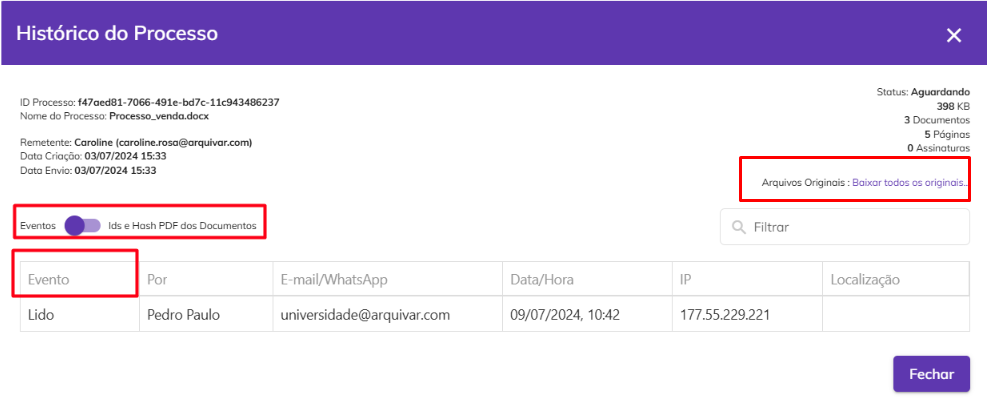 Histórico do Processo
ID Processo: f47aed81-7066-491e-bd7c-11c943486237
Nome do Processo: Processo_venda.docx
Remetente: Caroline (caroline.rosa@arquivar.com)
Data Criação: 03/07/2024 15:33
Data Envio: 03/07/2024 15:33
Status: Aguardando
398 KB
3 Documentos
5 Páginas
0 Assinaturas
Arquivos Originais : Baixar todos os originais..
Eventos Ids e Hash PDF dos Documentos
Filtrar
Evento Por E-mail/WhatsApp Data/Hora IP Localização
Lido Pedro Paulo universidade@arquivar.com 09/07/2024, 10:42 177.55.229.221
Fechar